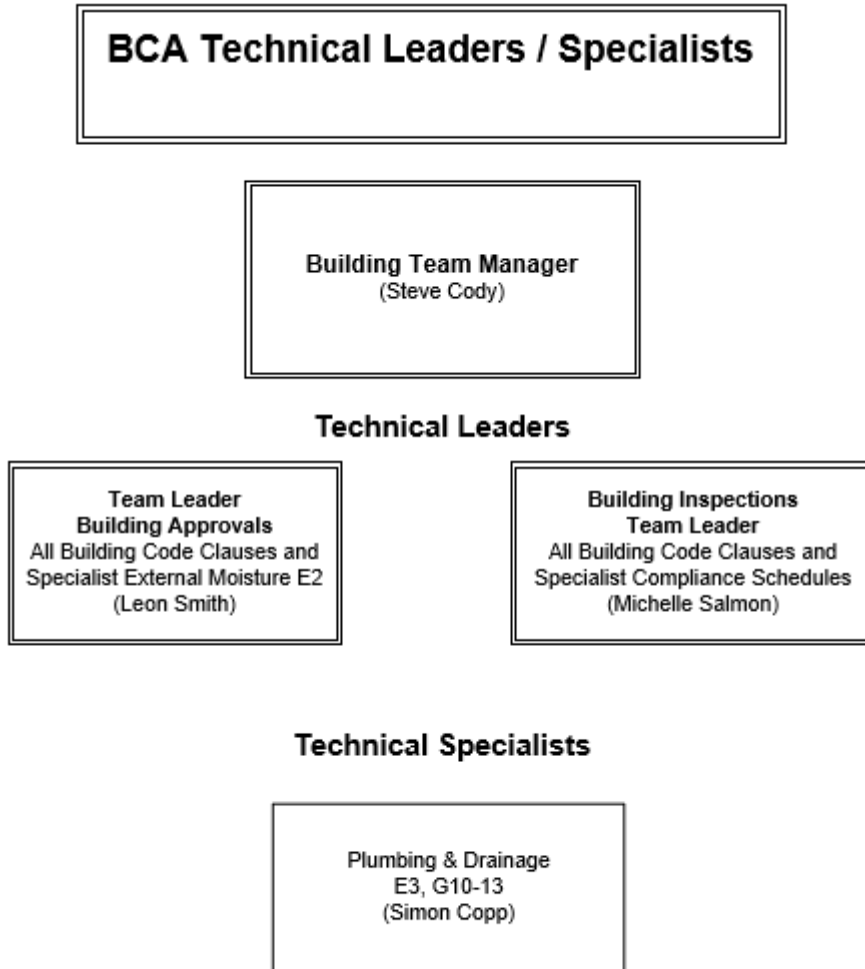 BCA Technical Leaders / Specialists
Building Team Manager
(Steve Cody)
Technical Leaders
Team Leader
Building Approvals
All Building Code Clauses and
Specialist External Moisture E2
(Leon Smith)
Building Inspections
Team Leader
All Building Code Clauses and
Specialist Compliance Schedules
(Michelle Salmon)
Technical Specialists
Plumbing & Drainage
E3, G10-13
(Simon Copp)